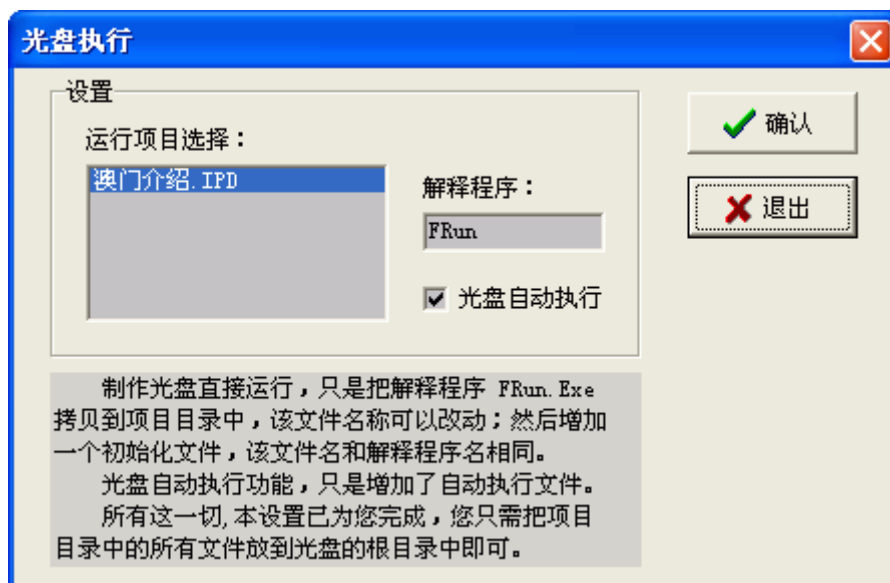 光盘执行
设置
确认
运行项目选择：
澳门介绍.IPD
解释程序：
退出
FRun
光盘自动执行
制作光盘直接运行，只是把解释程序 FRun.Exe
拷贝到项目目录中，该文件名称可以改动；然后增加
一个初始化文件，该文件名和解释程序名相同。
光盘自动执行功能，只是增加了自动执行文件。
所有这一切,本设置已为您完成，您只需把项目
目录中的所有文件放到光盘的根目录中即可。